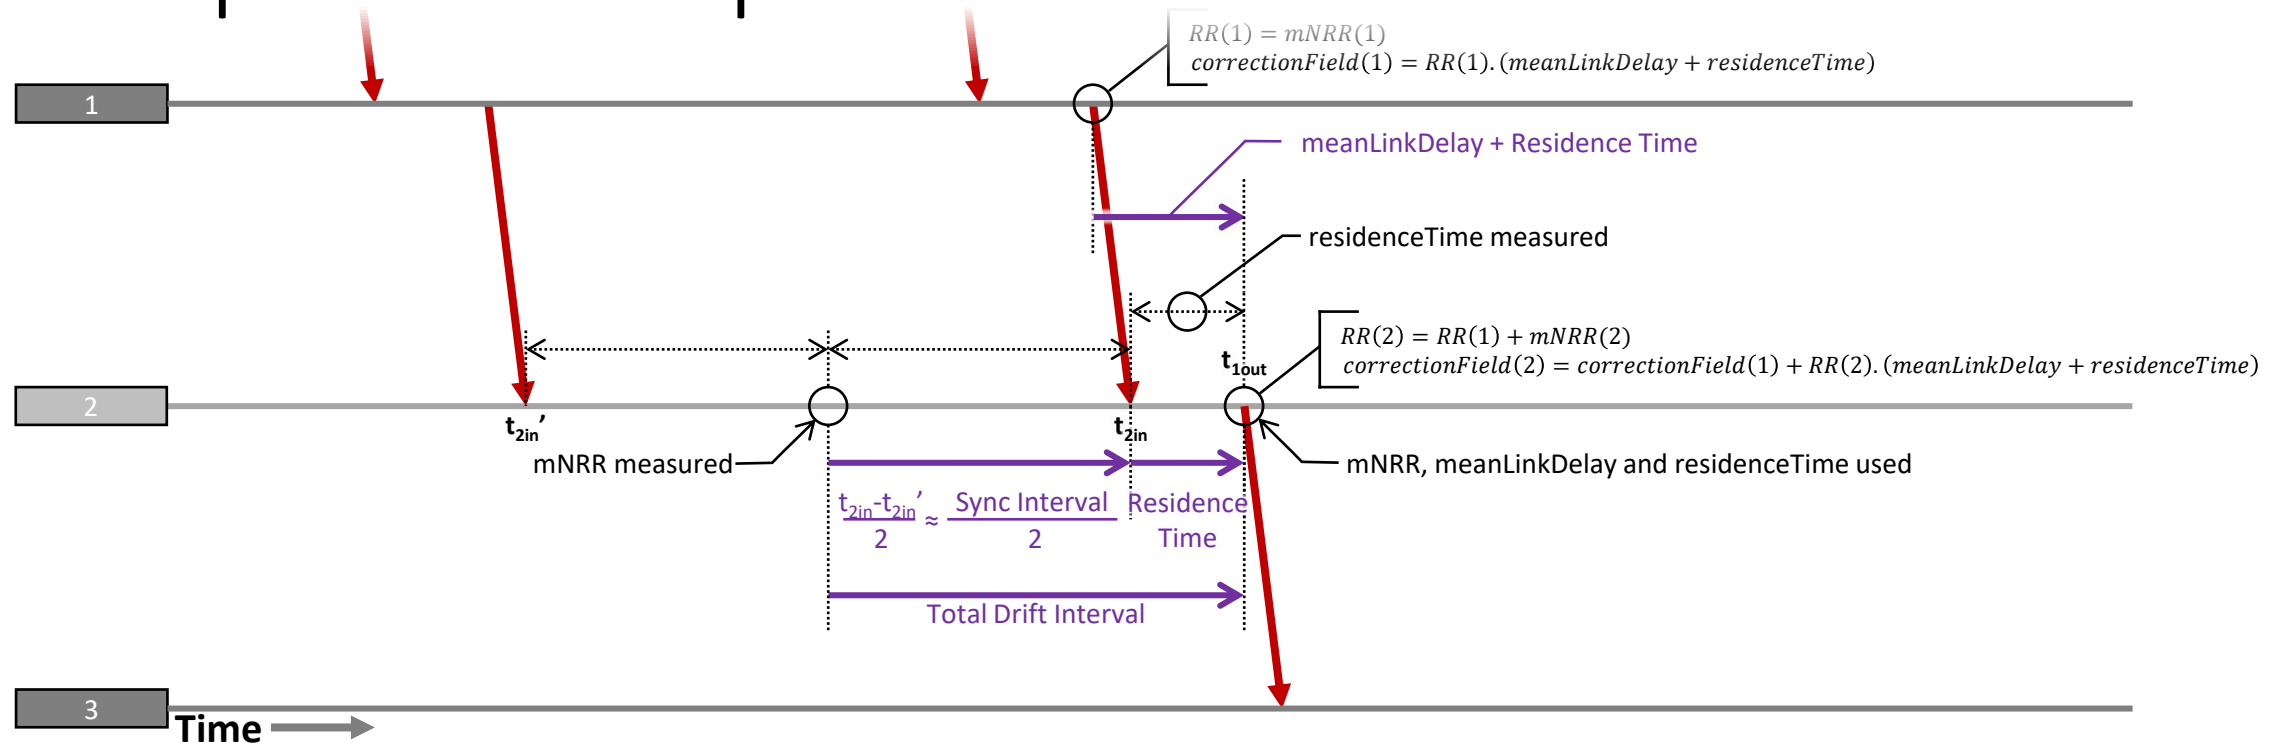 RR(1) = mNRR(1)
correctionField(1) = RR(1).(meanLinkDelay + residenceTime)
1
meanLinkDelay + Residence Time
residenceTime measured
RR(2) = RR(1) + mNRR(2)
correctionField(2) = correctionField(1) + RR(2).(meanLinkDelay + residenceTime)
t1out
2
t2in’
t2in
mNRR measured
mNRR, meanLinkDelay and residenceTime used
t2in-t2in’ Sync Interval Residence
≈
2 2 Time
Total Drift Interval
3
Time